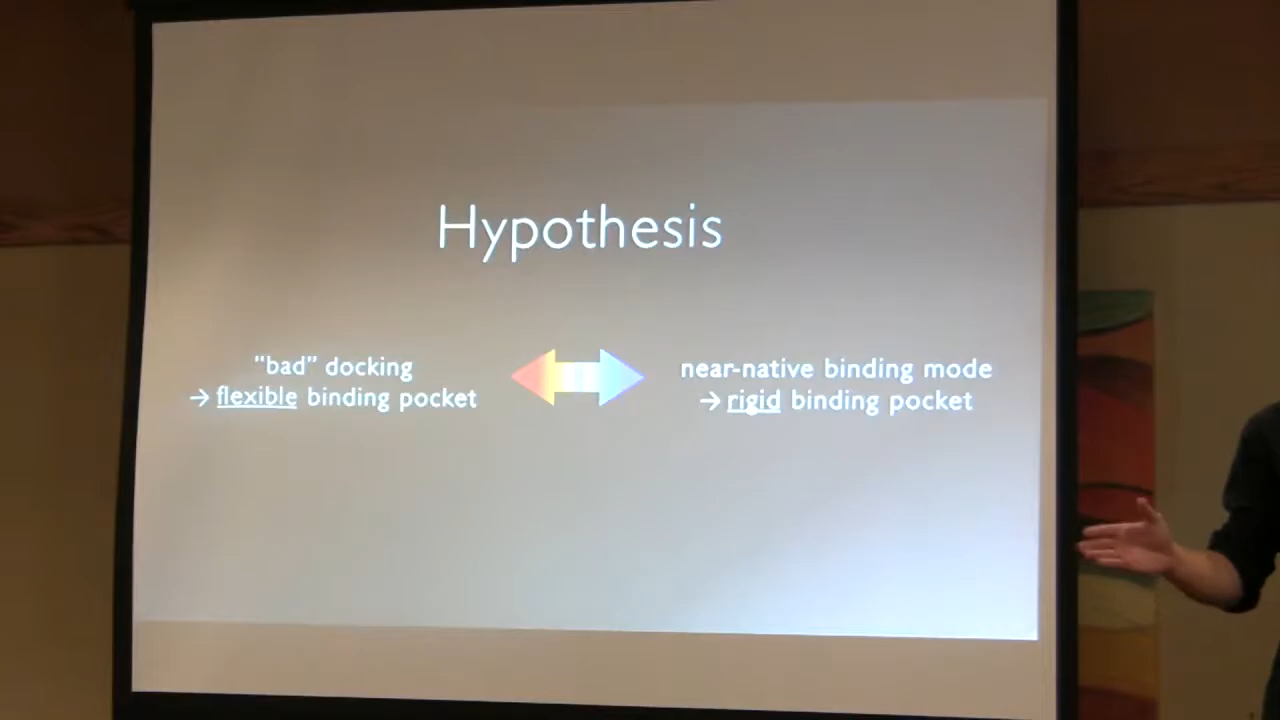 Hypothesis
“bad” docking
→ flexible binding pocket
near-native binding mode
→ rigid binding pocket